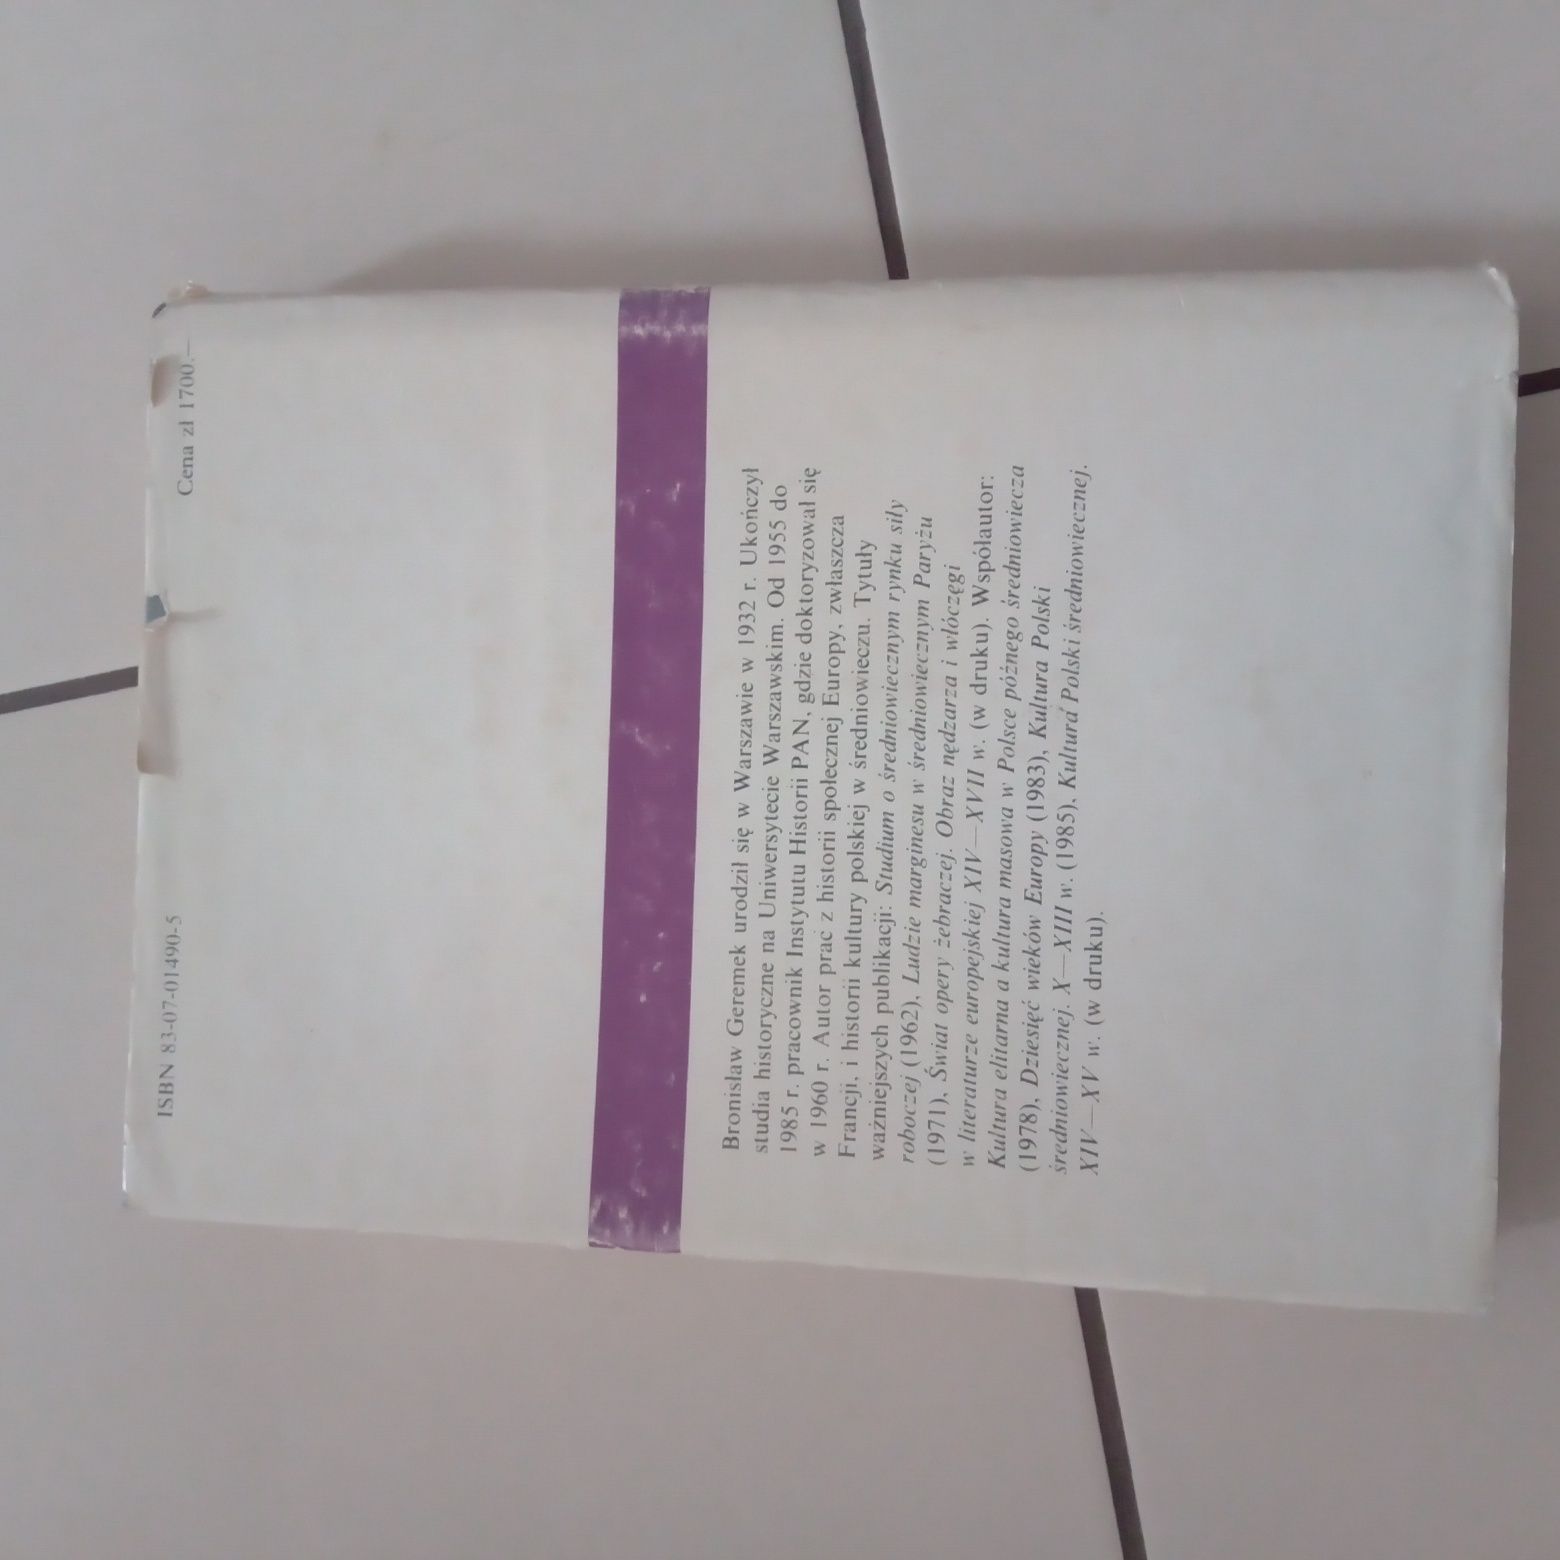 ISBN 83-07-01490-5
Cena zł 1700.—
Bronisław Geremek urodził się w Warszawie w 1932 r. Ukończył
studia historyczne na Uniwersytecie Warszawskim. Od 1955 do
1985 r. pracownik Instytutu Historii PAN, gdzie doktoryzował się
w 1960 r. Autor prac z historii społecznej Europy, zwłaszcza
Francji, i historii kultury polskiej w średniowieczu. Tytuły
ważniejszych publikacji: Studium o średniowiecznym rynku siły
roboczej (1962), Ludzie marginesu w średniowiecznym Paryżu
(1971), Świat opery żebraczej. Obraz nędzarza i włóczęgi
w literaturze europejskiej XIV—XVII w. (w druku). Współautor:
Kultura elitarna a kultura masowa w Polsce późnego średniowiecza
(1978), Dziesięć wieków Europy (1983), Kultura Polski
średniowiecznej. X—XIII w. (1985), Kultura Polski średniowiecznej.
XIV—XV w. (w druku).